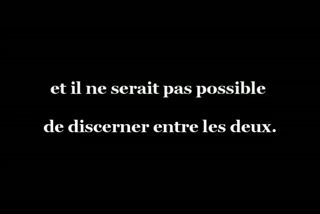 et il ne serait pas possible
de discerner entre les deux.